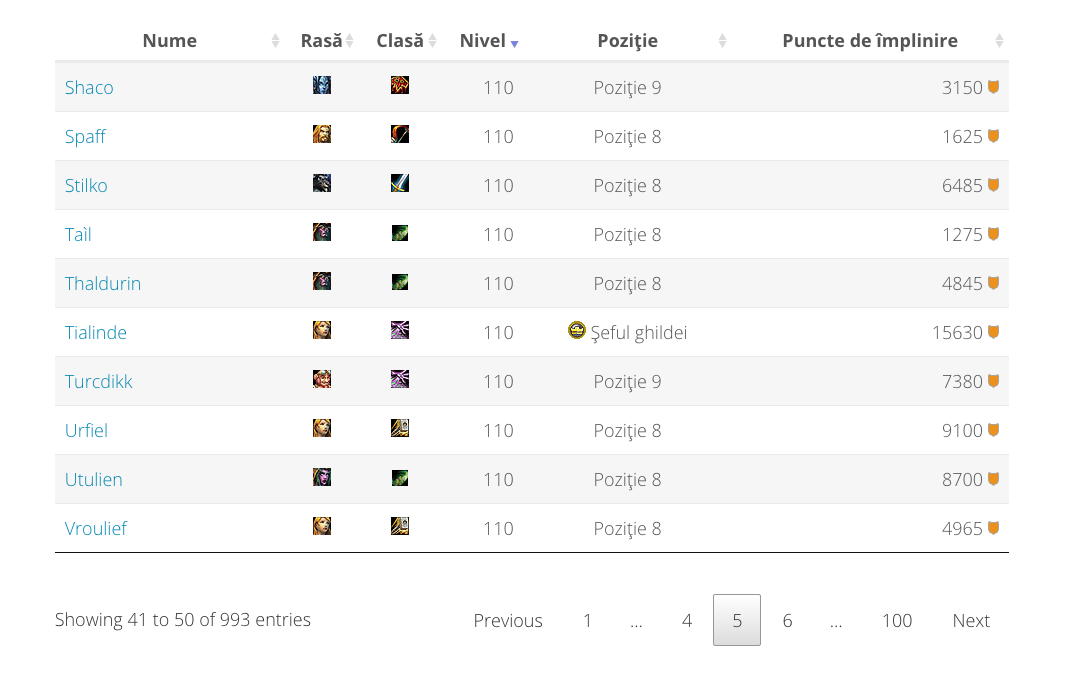 Nume Rasă Clasă Nivel Poziţie Puncte de împlinire
Shaco 110 Poziţie 9 3150
Spaff 110 Poziţie 8 1625
Stilko 110 Poziţie 8 6485
Taìl 110 Poziţie 8 1275
Thaldurin 110 Poziţie 8 4845
Tialinde 110 Şeful ghildei 15630
Turcdikk 110 Poziţie 9 7380
Urfiel 110 Poziţie 8 9100
Utulien 110 Poziţie 8 8700
Vroulief 110 Poziţie 8 4965
Showing 41 to 50 of 993 entries Previous 1 … 4 5 6 … 100 Next